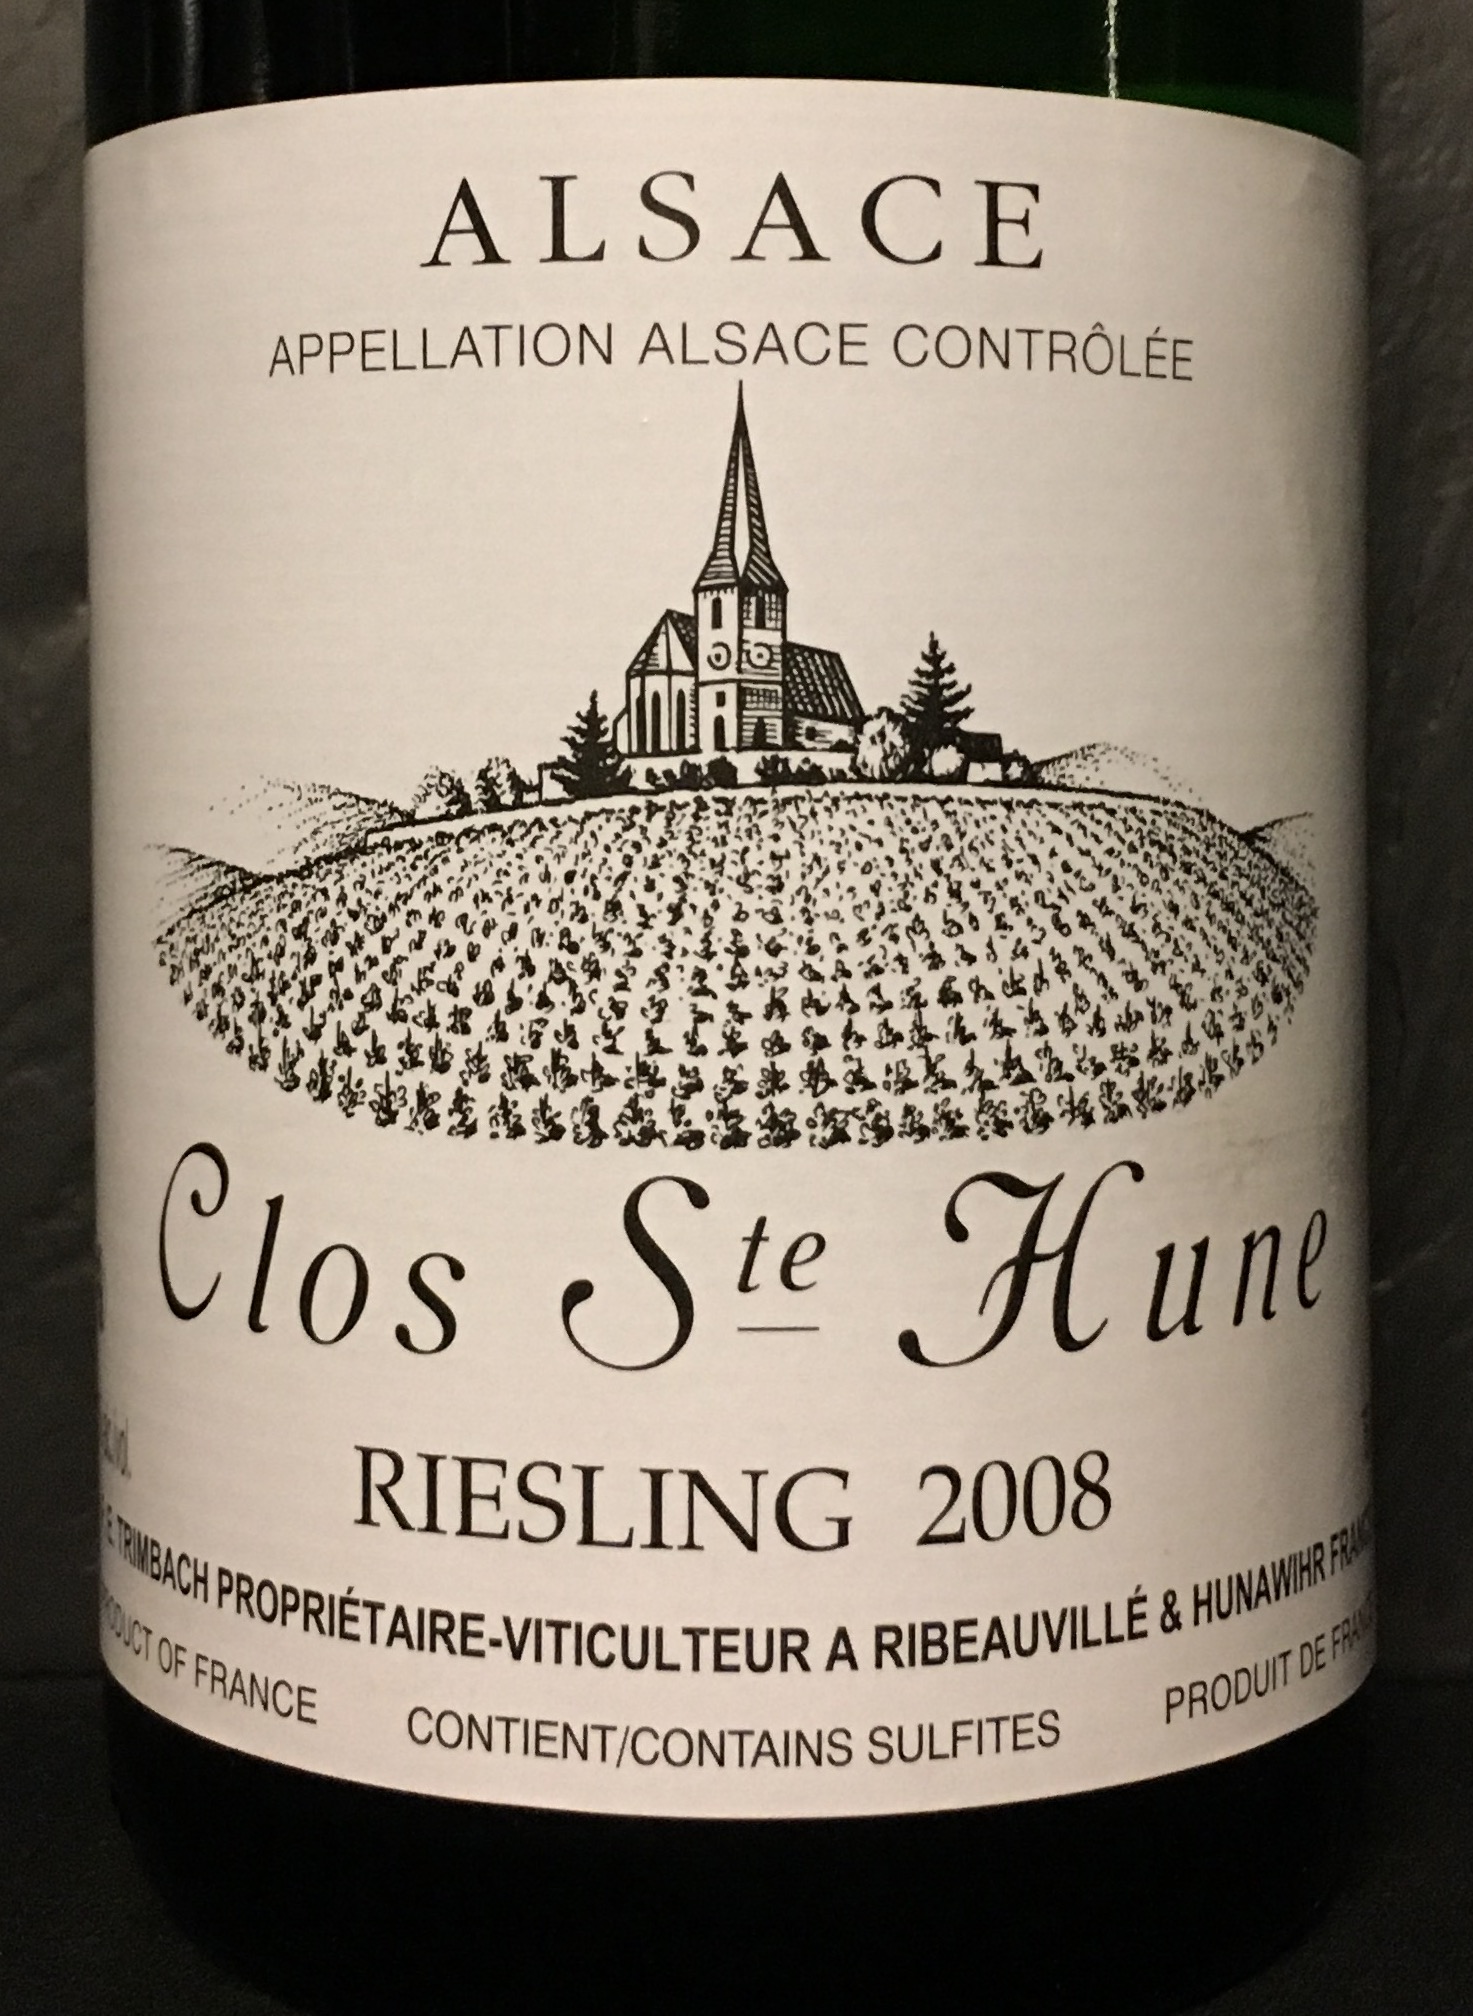 ALSACE
APPELLATION ALSACE CONTRÔLÉE
Clos Ste Hune
RIESLING 2008
E. TRIMBACH PROPRIÉTAIRE-VITICULTEUR A RIBEAUVILLÉ & HUNAWIHR
OF FRANCE
CONTIENT/CONTAINS SULFITES
PRODUIT DE